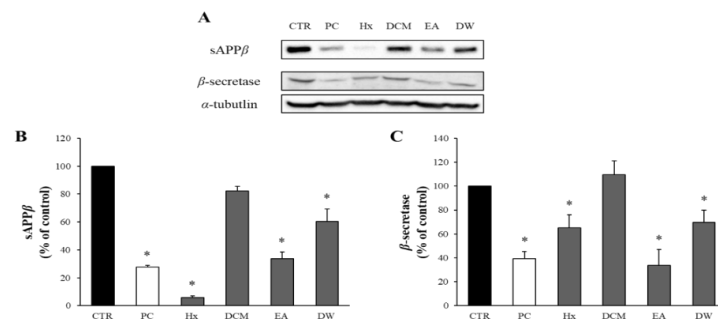 A
CTR PC Hx DCM EA DW
sAPPβ
β-secretase
α-tubutlin
B
120
100
80
60
40
20
0
sAPPβ
(% of control)
*
*
*
*
CTR PC Hx DCM EA DW
C
140
120
100
80
60
40
20
0
β-secretase
(% of control)
*
*
*
*
CTR PC Hx DCM EA DW